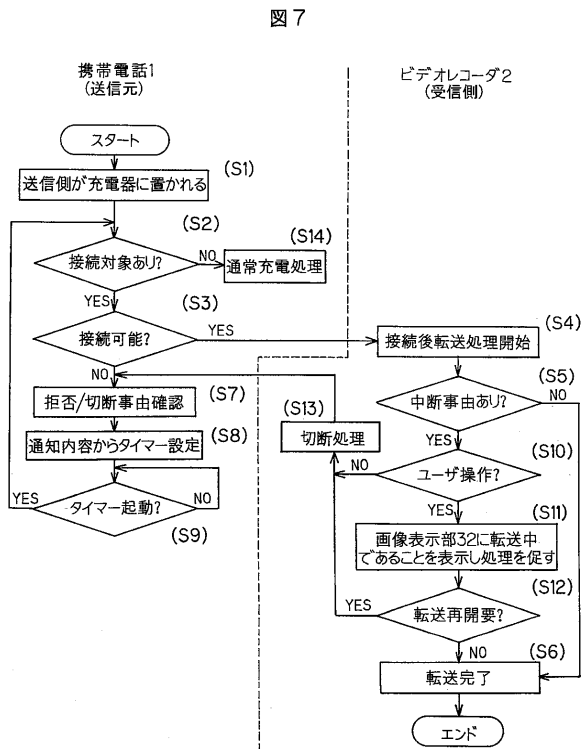 図7
携帯電話1
(送信元)
ビデオレコーダ2
(受信側)
スタート
(S1)
送信側が充電器に置かれる
(S2)
接続対象あり?
NO
(S14)
通常充電処理
YES
(S3)
接続可能?
YES
(S4)
接続後転送処理開始
NO
(S5)
中断事由あり?
NO
(S7)
拒否/切断事由確認
(S13)
切断処理
YES
(S8)
通知内容からタイマー設定
(S10)
ユーザ操作?
NO
YES
タイマー起動?
NO
YES
(S9)
(S11)
画像表示部32に転送中
であることを表示し処理を促す
(S12)
転送再開要?
YES
NO
(S6)
転送完了
エンド